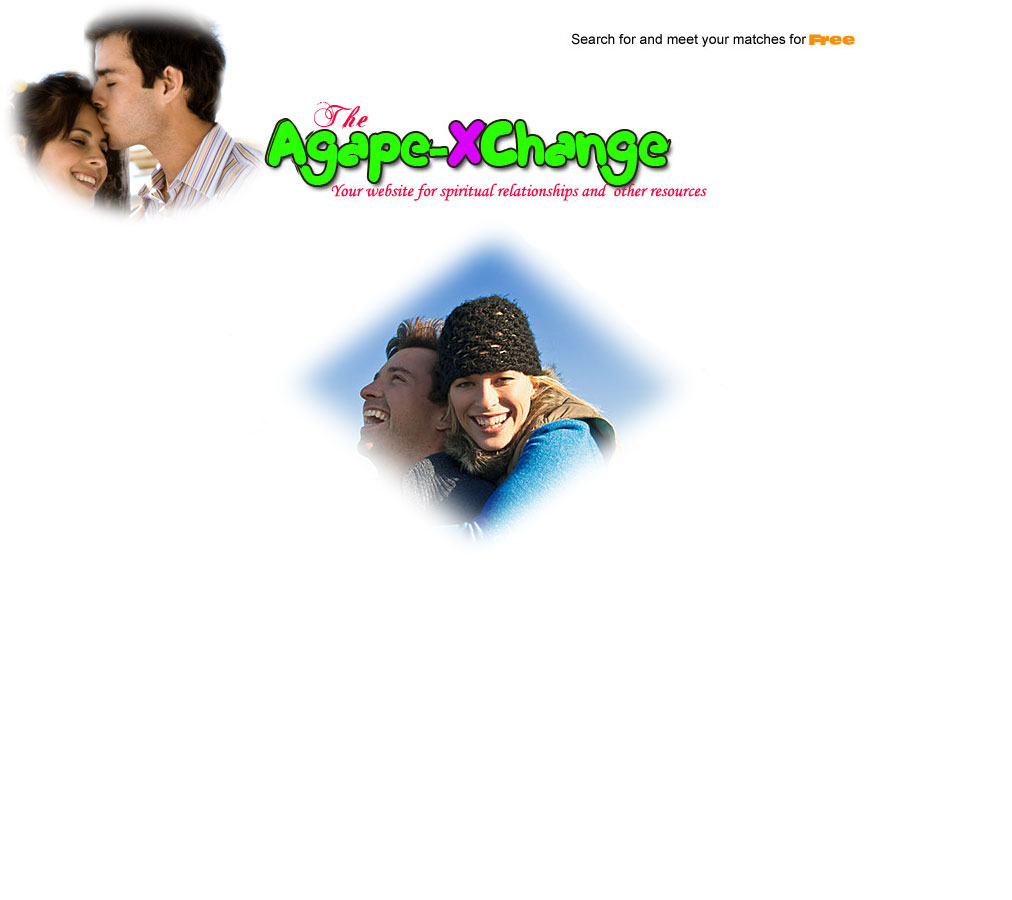 Search for and meet your matches for Free
The
Agape-XChange
Your website for spiritual relationships and other resources